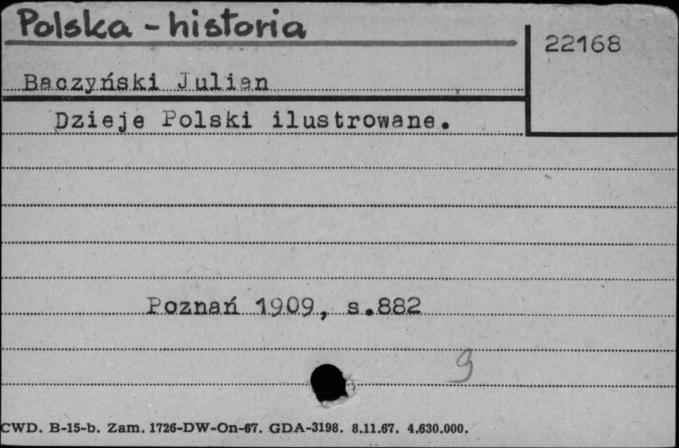 Polska - historia
22168
Baczyński Julian
Dzieje Polski ilustrowane.
Poznań 1909, s.882
9
CWD. B-15-b. Zam. 1726-DW-On-67. GDA-3198. 8.11.67. 4.630.000.